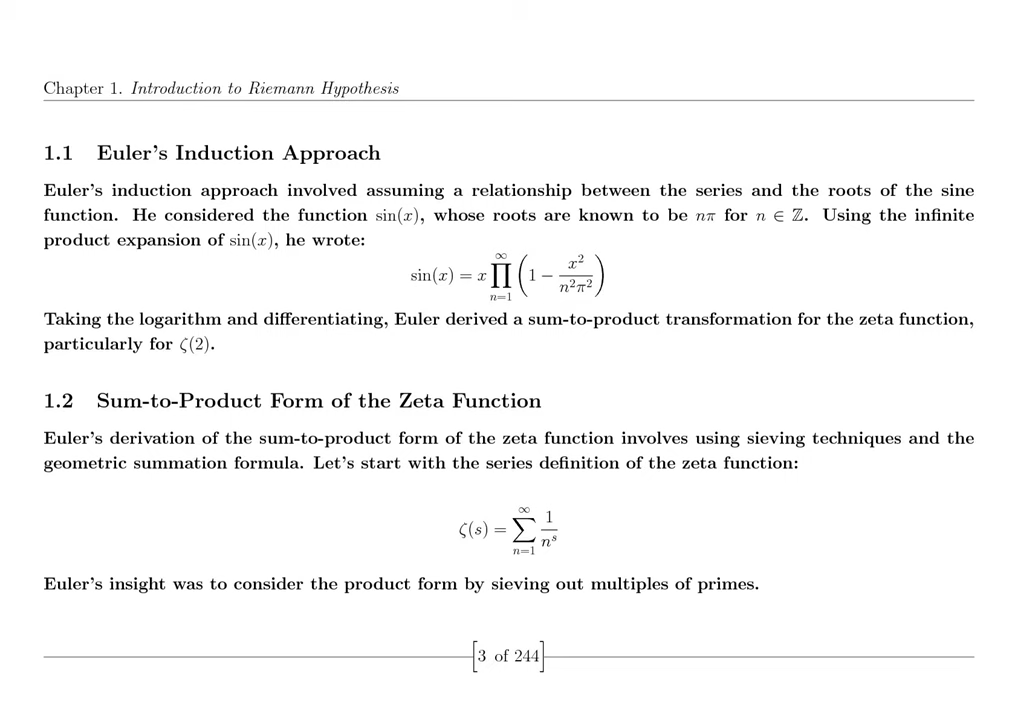 Chapter 1. Introduction to Riemann Hypothesis
1.1 Euler's Induction Approach
Euler's induction approach involved assuming a relationship between the series and the roots of the sine
function. He considered the function sin(x), whose roots are known to be nπ for n ∈ ℤ. Using the infinite
product expansion of sin(x), he wrote:
sin(x) = x ∏_{n=1}^{∞} (1 − x²/(n²π²))
Taking the logarithm and differentiating, Euler derived a sum-to-product transformation for the zeta function,
particularly for ζ(2).
1.2 Sum-to-Product Form of the Zeta Function
Euler's derivation of the sum-to-product form of the zeta function involves using sieving techniques and the
geometric summation formula. Let's start with the series definition of the zeta function:
ζ(s) = ∑_{n=1}^{∞} 1/n^s
Euler's insight was to consider the product form by sieving out multiples of primes.
[3 of 244]